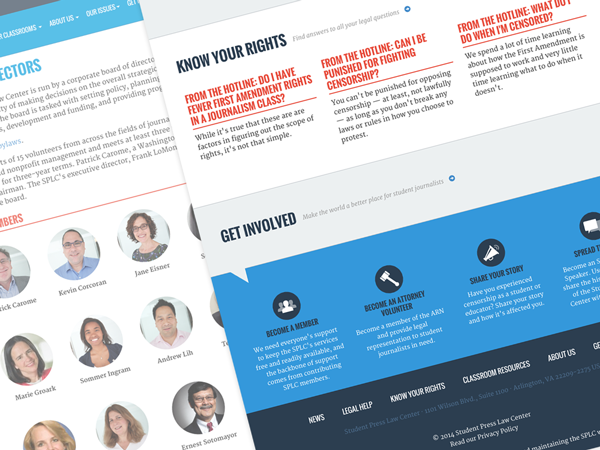 CLASSROOMS ABOUT US OUR ISSUES
ECTORS
w Center is run by a corporate board of directo
ty of making decisions on the overall strategic
he board is tasked with setting policy, planning
s, development and funding, and providing prog
bylaws.
ts of 15 volunteers from across the fields of journal
d nonprofit management and meets at least three
for three-year terms. Patrick Carome, a Washington
airman. The SPLC's executive director, Frank LoMon
e board.
MBERS
k Carome
Kevin Corcoran
Jane Eisner
Marie Groark
Sommer Ingram
Andrew Lih
Ernest Sotomayor
KNOW YOUR RIGHTS Find answers to all your legal questions
FROM THE HOTLINE: DO I HAVE
FEWER FIRST AMENDMENT RIGHTS
IN A JOURNALISM CLASS?
While it's true that these are are
factors in figuring out the scope of
rights, it's not that simple.
FROM THE HOTLINE: CAN I BE
PUNISHED FOR FIGHTING
CENSORSHIP?
You can't be punished for opposing
censorship — at least, not lawfully
— as long as you don't break any
laws or rules in how you choose to
protest.
FROM THE HOTLINE: WHAT DO I
DO WHEN I'M CENSORED?
We spend a lot of time learning
about how the First Amendment is
supposed to work and very little
time learning what to do when it
doesn't.
GET INVOLVED Make the world a better place for student journalists
BECOME A MEMBER
We need everyone's support
to keep the SPLC's services
free and readily available, and
the backbone of support
comes from contributing
SPLC members.
BECOME AN ATTORNEY
VOLUNTEER
Become a member of the ARN
and provide legal
representation to student
journalists in need.
SHARE YOUR STORY
Have you experienced
censorship as a student or
educator? Share your story
and how it's affected you.
SPREAD T
Become an S
Speaker. Us
share the hi
of the Stud
Center wit
NEWS LEGAL HELP KNOW YOUR RIGHTS CLASSROOM RESOURCES ABOUT US GE
Student Press Law Center · 1101 Wilson Blvd., Suite 1100 · Arlington, VA 22209-2275 US
© 2014 Student Press Law Center
Read our Privacy Policy
d maintaining the SPLC w